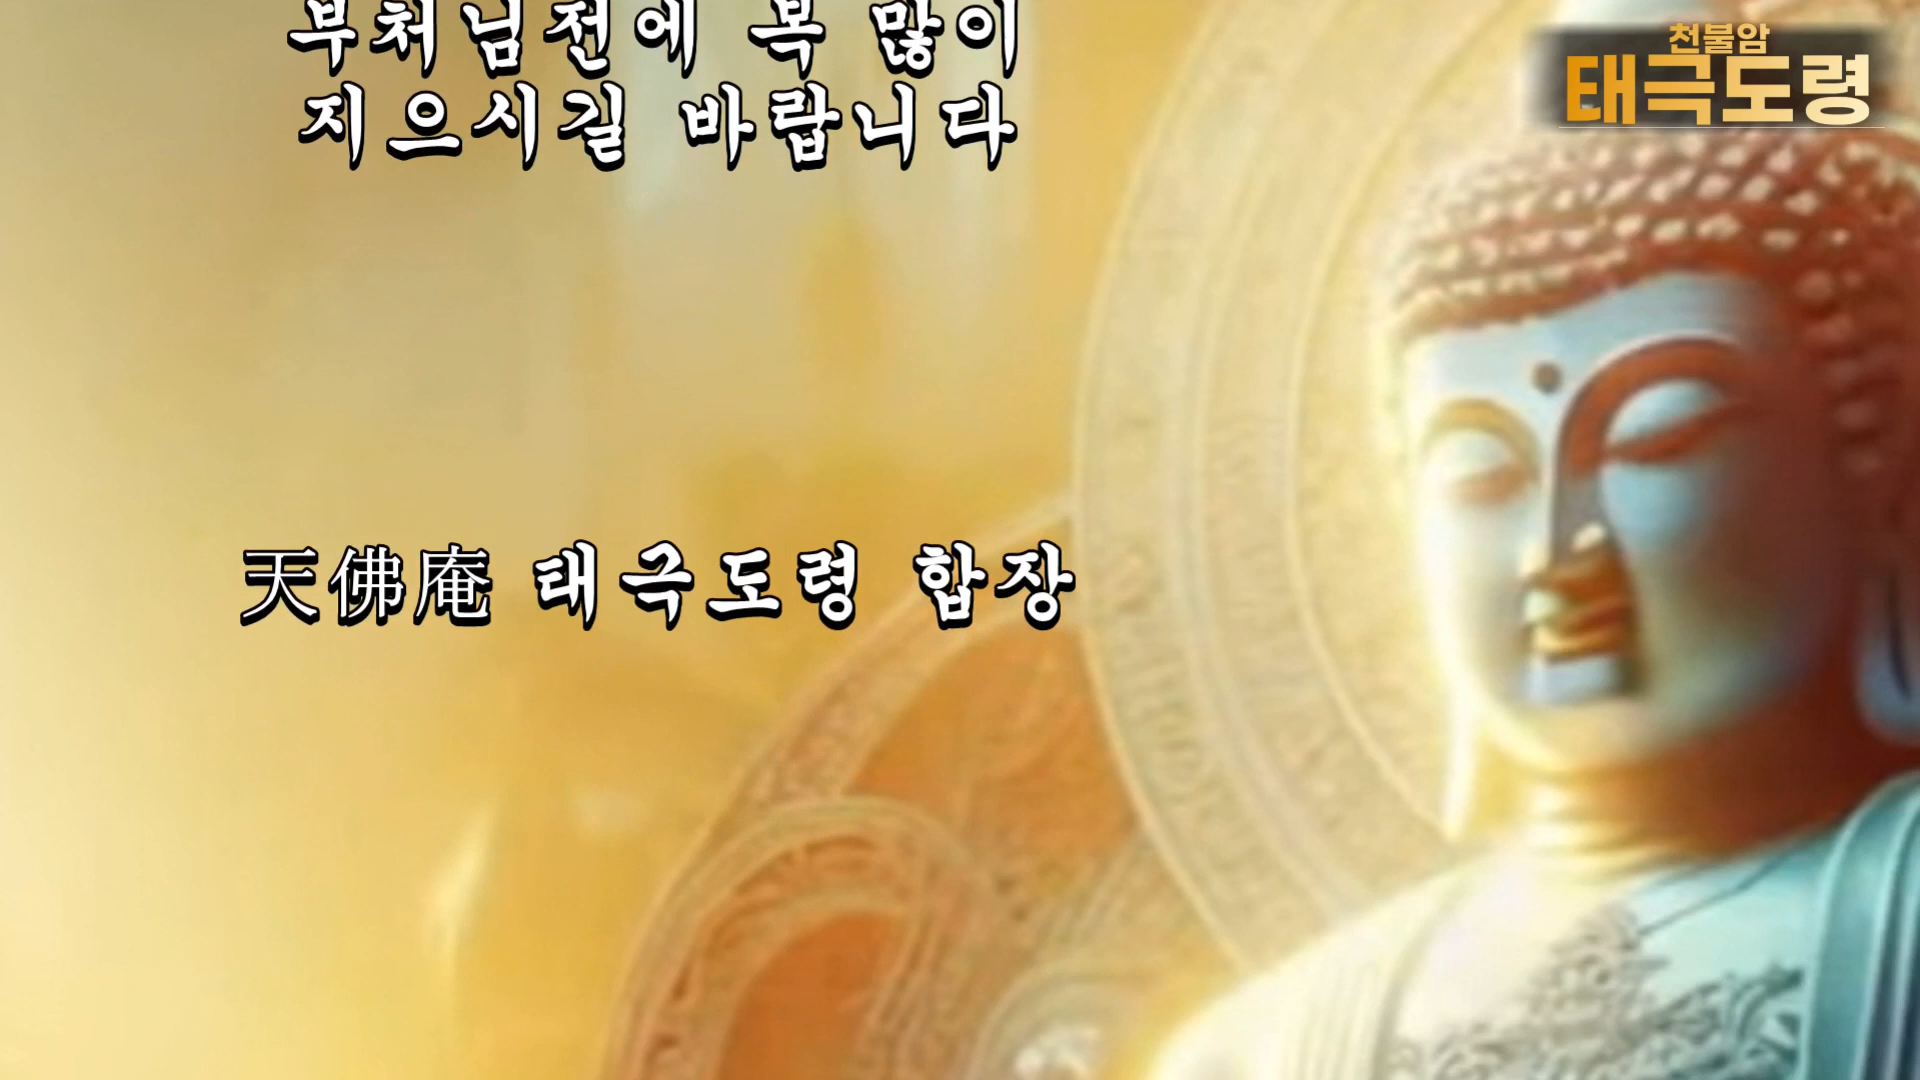 부처님전에 복 많이
지으시길 바랍니다
天佛庵 태극도령 합장
천불암
태극도령